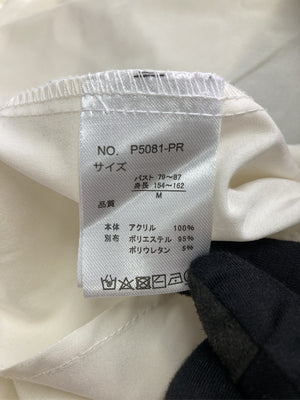 NO. P5081-PR
サイズ
バスト 79~87
身長 154~162
M
品質
本体 アクリル 100%
別布 ポリエステル 95%
ポリウレタン 5%